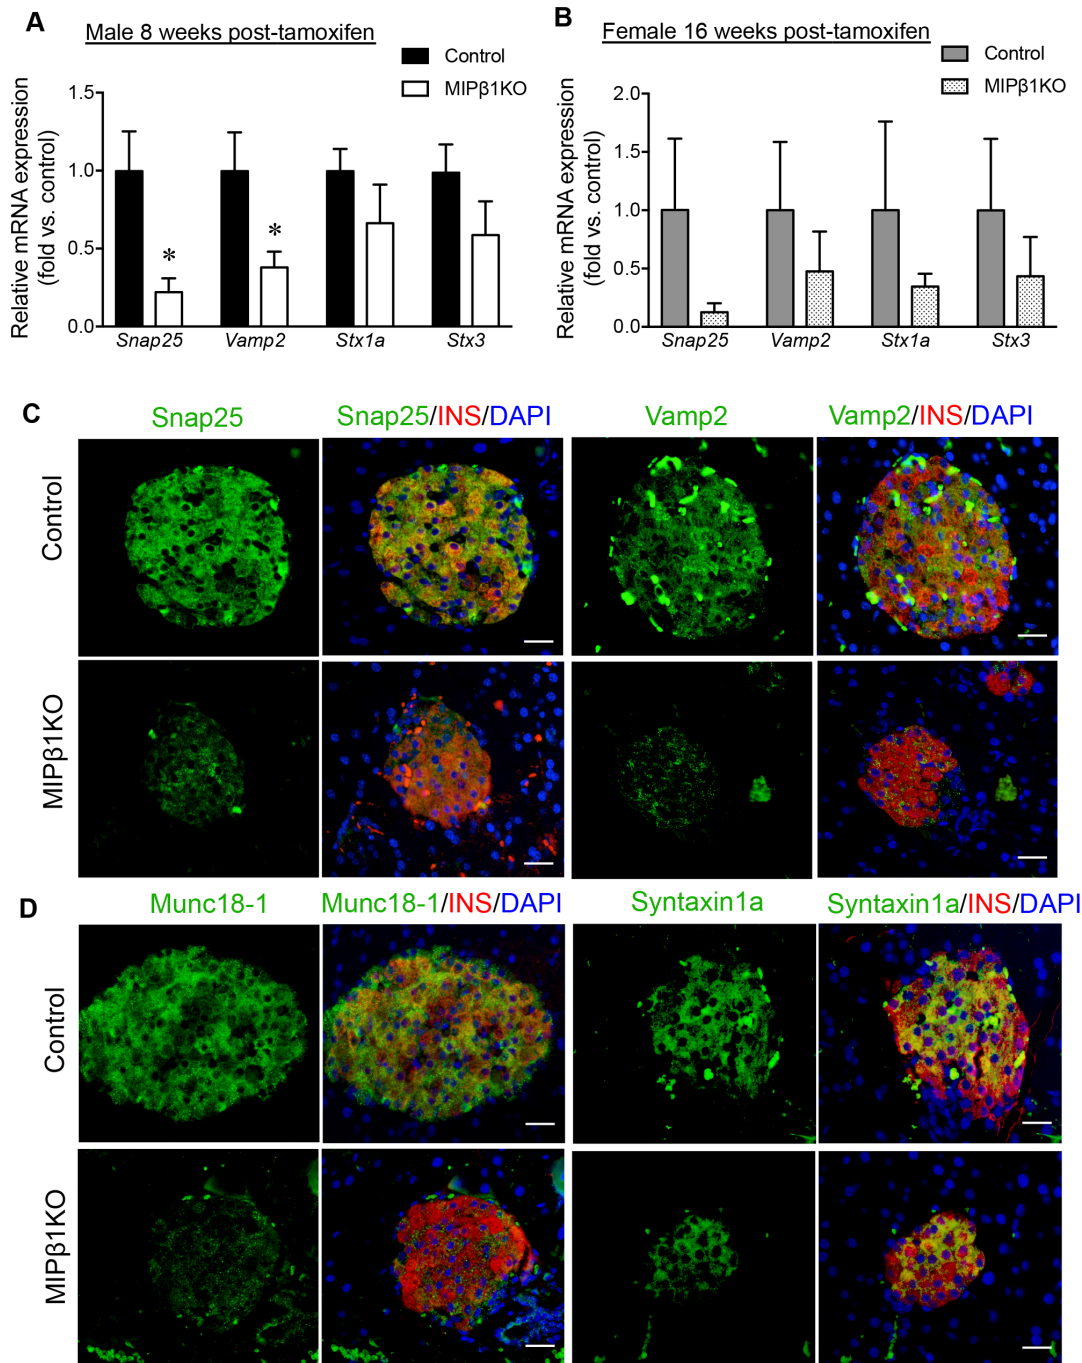 A
Male 8 weeks post-tamoxifen
Control
MIPβ1KO
Relative mRNA expression
(fold vs. control)
1.5
1.0
0.5
0.0
*
*
Snap25
Vamp2
Stx1a
Stx3
B
Female 16 weeks post-tamoxifen
Control
MIPβ1KO
Relative mRNA expression
(fold vs. control)
2.0
1.5
1.0
0.5
0.0
Snap25
Vamp2
Stx1a
Stx3
C
Snap25
Snap25/INS/DAPI
Vamp2
Vamp2/INS/DAPI
Control
MIPβ1KO
D
Munc18-1
Munc18-1/INS/DAPI
Syntaxin1a
Syntaxin1a/INS/DAPI
Control
MIPβ1KO